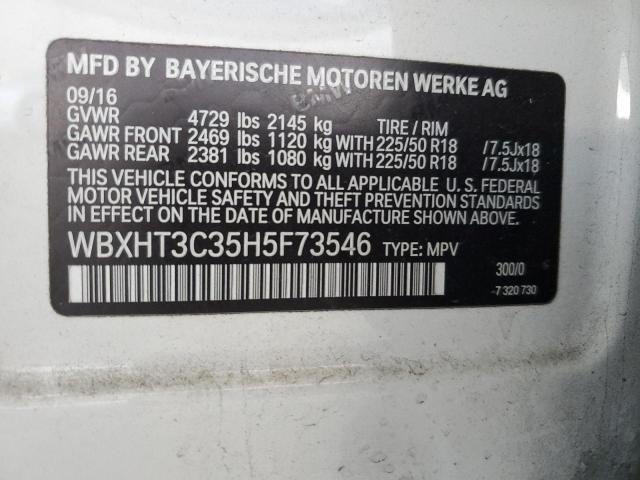 MFD BY BAYERISCHE MOTOREN WERKE AG
09/16
GVWR 4729 lbs 2145 kg TIRE / RIM
GAWR FRONT 2469 lbs 1120 kg WITH 225/50 R18 /7.5Jx18
GAWR REAR 2381 lbs 1080 kg WITH 225/50 R18 /7.5Jx18
THIS VEHICLE CONFORMS TO ALL APPLICABLE U. S. FEDERAL
MOTOR VEHICLE SAFETY AND THEFT PREVENTION STANDARDS
IN EFFECT ON THE DATE OF MANUFACTURE SHOWN ABOVE.
WBXHT3C35H5F73546 TYPE: MPV
300/0
-7 320 730